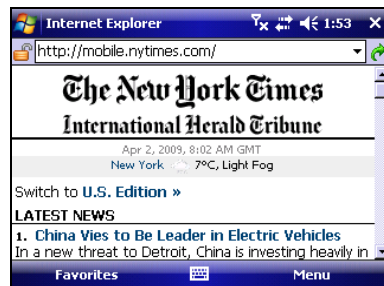 Internet Explorer 1:53
http://mobile.nytimes.com/
The New York Times
International Herald Tribune
Apr 2, 2009, 8:02 AM GMT
New York 7ºC, Light Fog
Switch to U.S. Edition »
LATEST NEWS
1. China Vies to Be Leader in Electric Vehicles
In a new threat to Detroit, China is investing heavily in
Favorites Menu